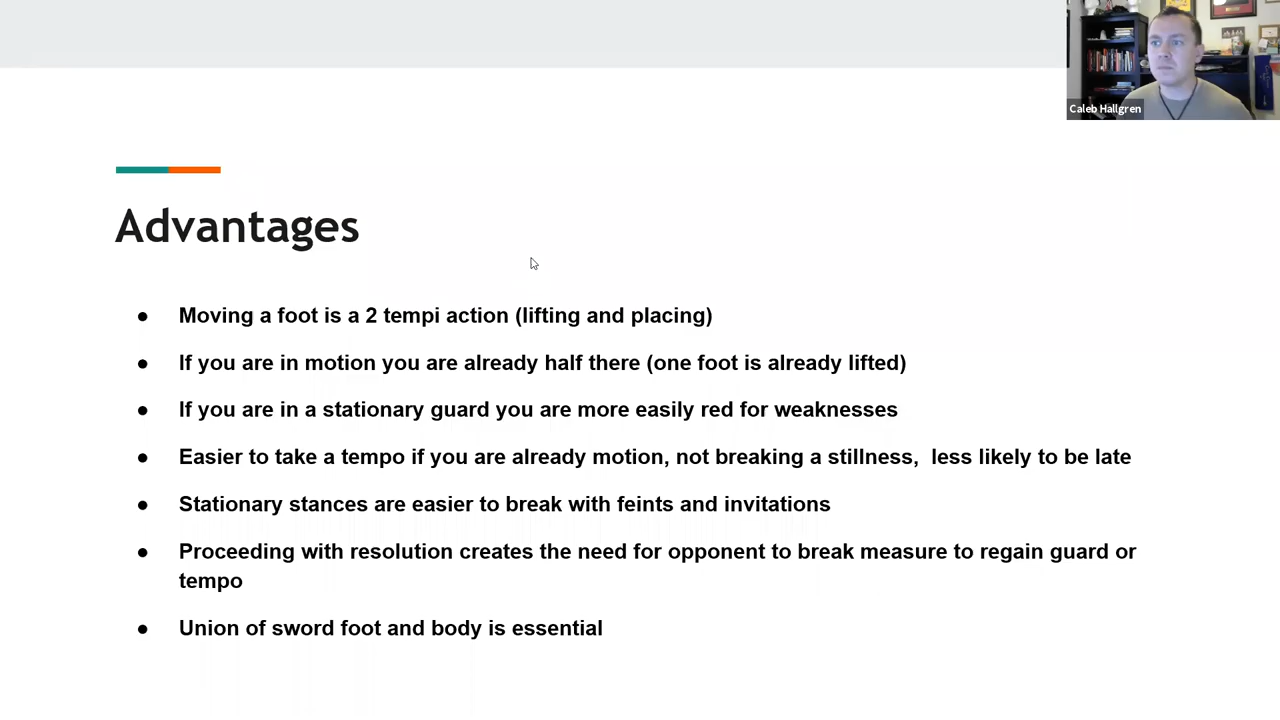 Caleb Hallgren
Advantages
● Moving a foot is a 2 tempi action (lifting and placing)
● If you are in motion you are already half there (one foot is already lifted)
● If you are in a stationary guard you are more easily red for weaknesses
● Easier to take a tempo if you are already motion, not breaking a stillness,  less likely to be late
● Stationary stances are easier to break with feints and invitations
● Proceeding with resolution creates the need for opponent to break measure to regain guard or
tempo
● Union of sword foot and body is essential